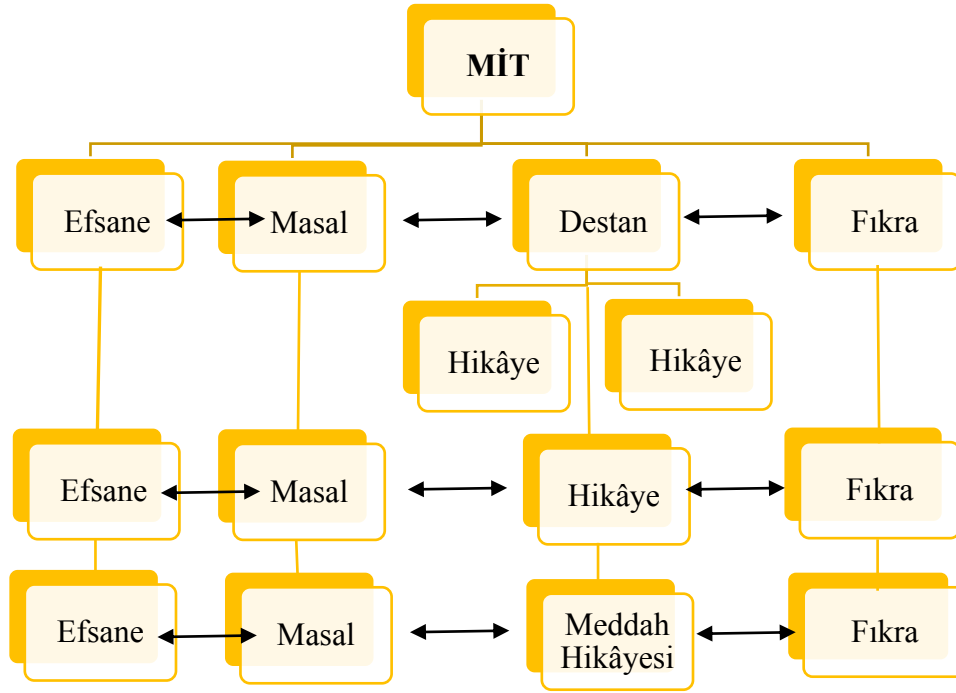 MİT
Efsane
Masal
Destan
Fıkra
Hikâye
Hikâye
Efsane
Masal
Hikâye
Fıkra
Efsane
Masal
Meddah
Hikâyesi
Fıkra